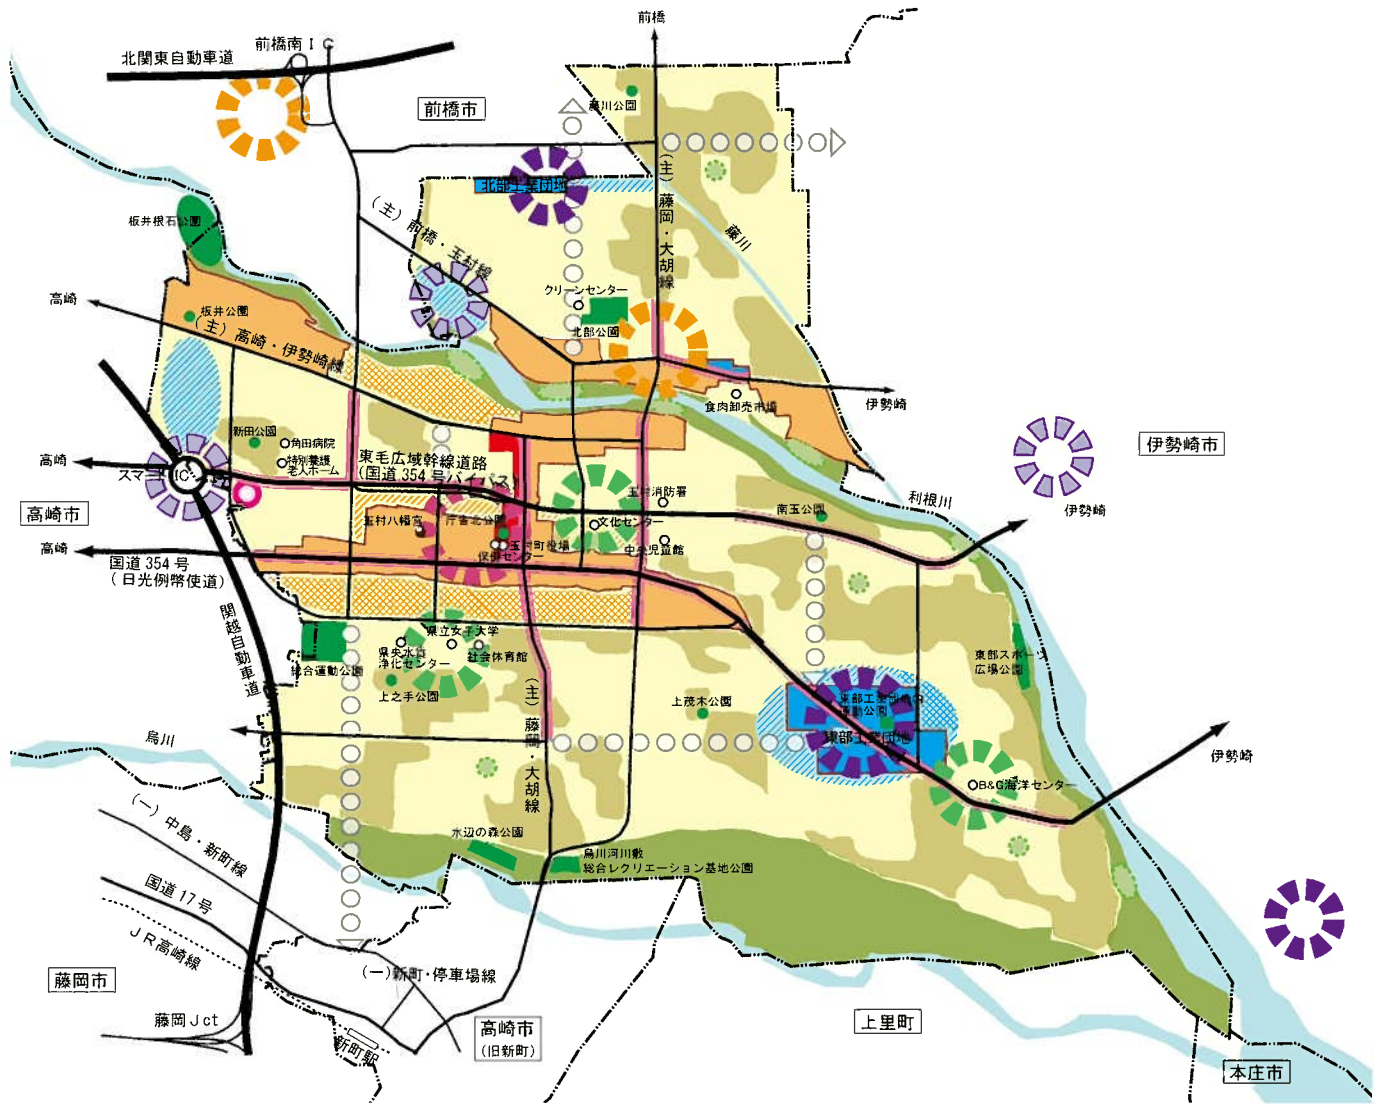 前橋
前橋南ＩＣ
北関東自動車道
前橋市
藤川公園
北部工業団地
（主）藤岡・大胡線
板井根石公園
（主）前橋・玉村線
藤川
クリーンセンター
高崎
板井公園
（主）高崎・伊勢崎線
北部公園
食肉卸売市場
伊勢崎
新田公園
角田病院
特別養護
老人ホーム
東毛広域幹線道路
（国道354号バイパス）
高崎
スマートIC
伊勢崎市
伊勢崎
利根川
高崎市
玉村消防署
南玉公園
玉村八幡宮
庁舎北公園
文化センター
高崎
玉村町役場
保健センター
中央児童館
国道354号
（日光例幣使道）
関越自動車道
県立女子大学
県央水質
浄化センター
社会体育館
総合運動公園
上之手公園
（主）藤岡・大胡線
上茂木公園
東部スポーツ
広場公園
運動公園
東部工業団地
烏川
伊勢崎
B&G海洋センター
（一）中島・新町線
水辺の森公園
烏川河川敷
総合レクリエーション基地公園
国道17号
ＪＲ高崎線
（一）新町・停車場線
藤岡市
藤岡Ｊct
新町駅
高崎市
（旧新町）
上里町
本庄市